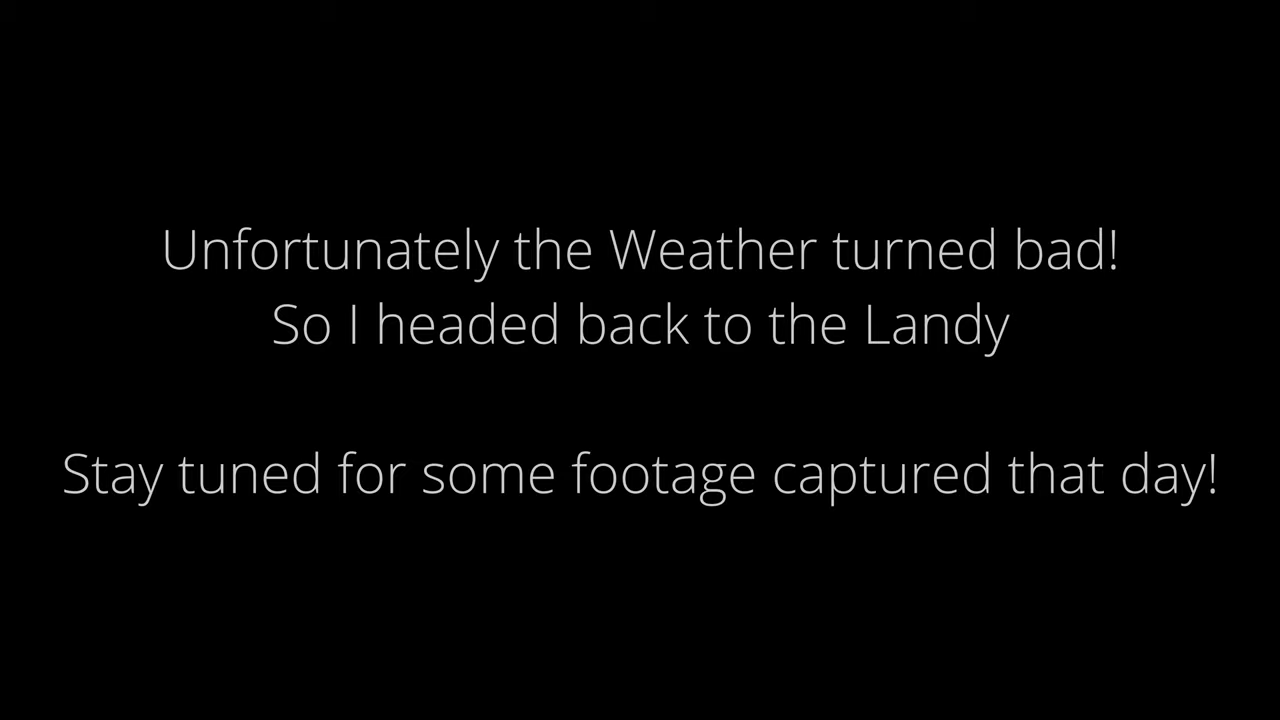 Unfortunately the Weather turned bad!
So I headed back to the Landy
Stay tuned for some footage captured that day!